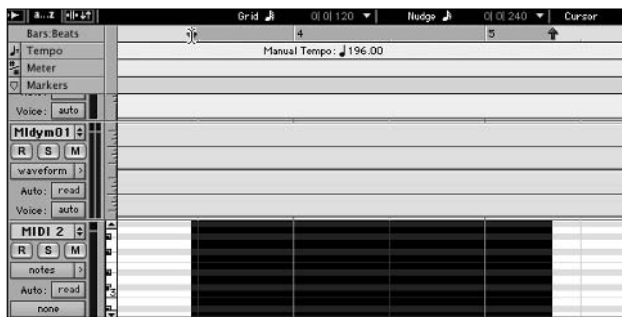 a...z Grid 0| 0| 120 Nudge 0| 0| 240 Cursor
Bars:Beats 4 5
Tempo Manual Tempo: ♩196.00
Meter
Markers
Voice: auto
MIdym01
R S M
waveform
Auto: read
Voice: auto
MIDI 2
R S M
notes
Auto: read
none